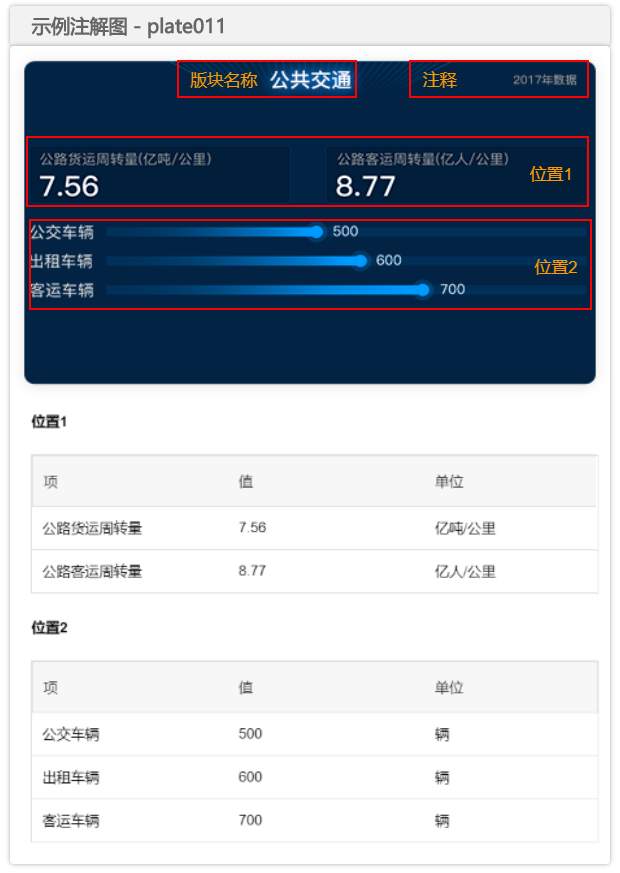 示例注解图 - plate011
版块名称 公共交通 注释 2017年数据
公路货运周转量(亿吨/公里) 公路客运周转量(亿人/公里)
7.56 8.77 位置1
公交车辆 500
出租车辆 600 位置2
客运车辆 700
位置1
项 值 单位
公路货运周转量 7.56 亿吨/公里
公路客运周转量 8.77 亿人/公里
位置2
项 值 单位
公交车辆 500 辆
出租车辆 600 辆
客运车辆 700 辆